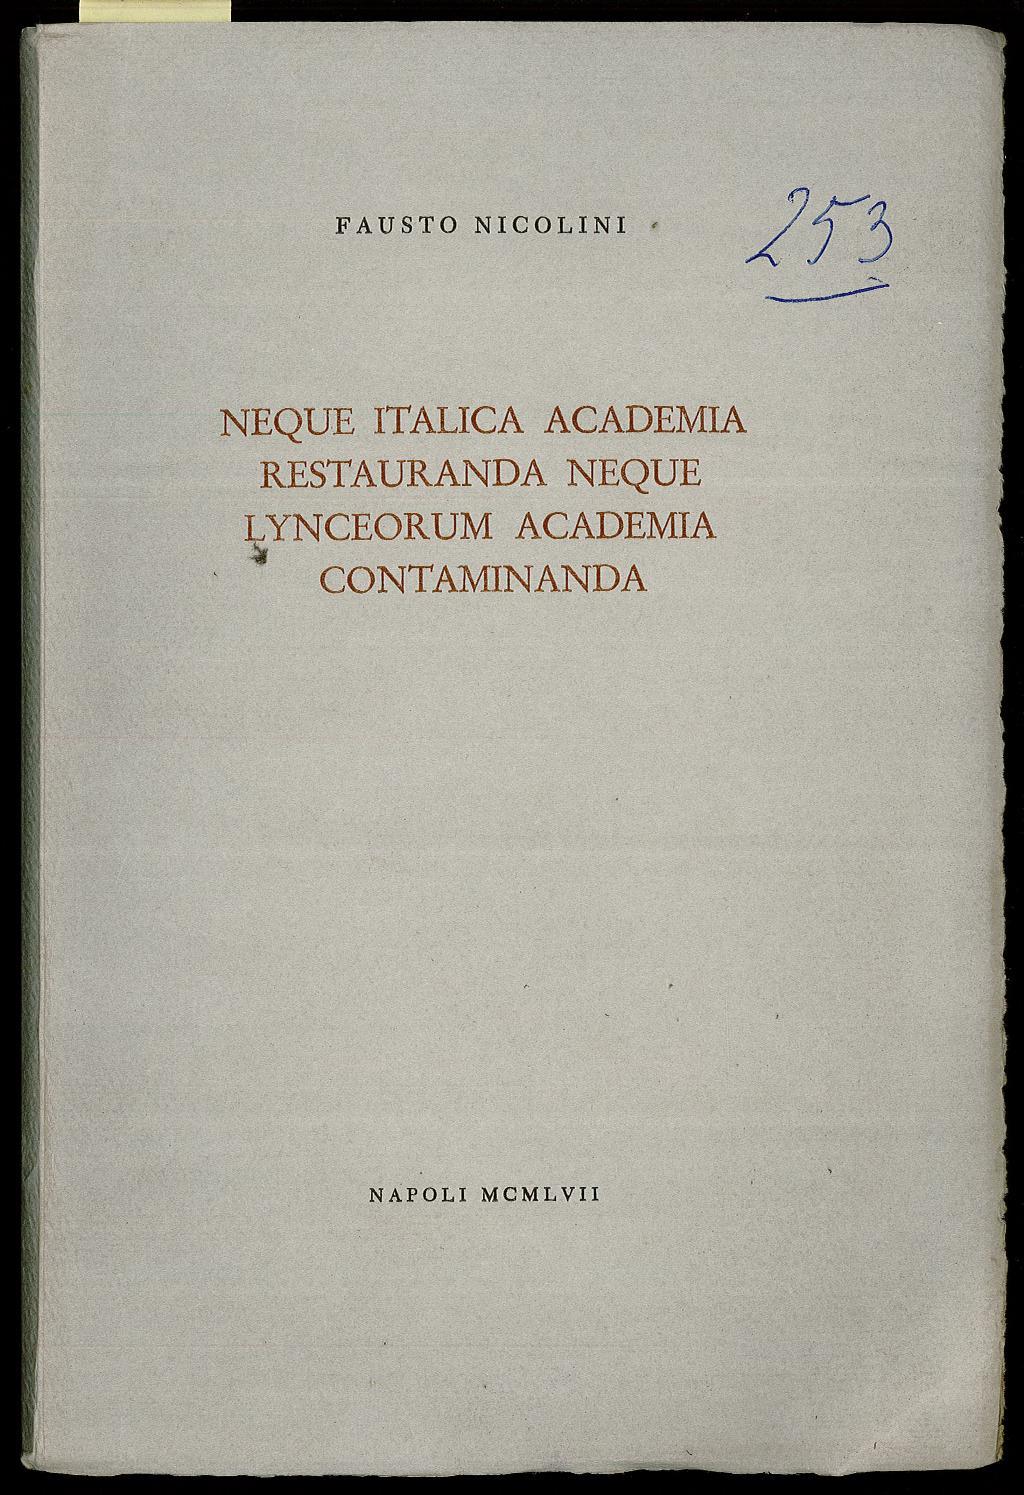 FAUSTO NICOLINI
253
NEQUE ITALICA ACADEMIA
RESTAURANDA NEQUE
LYNCEORUM ACADEMIA
CONTAMINANDA
NAPOLI MCMLVII